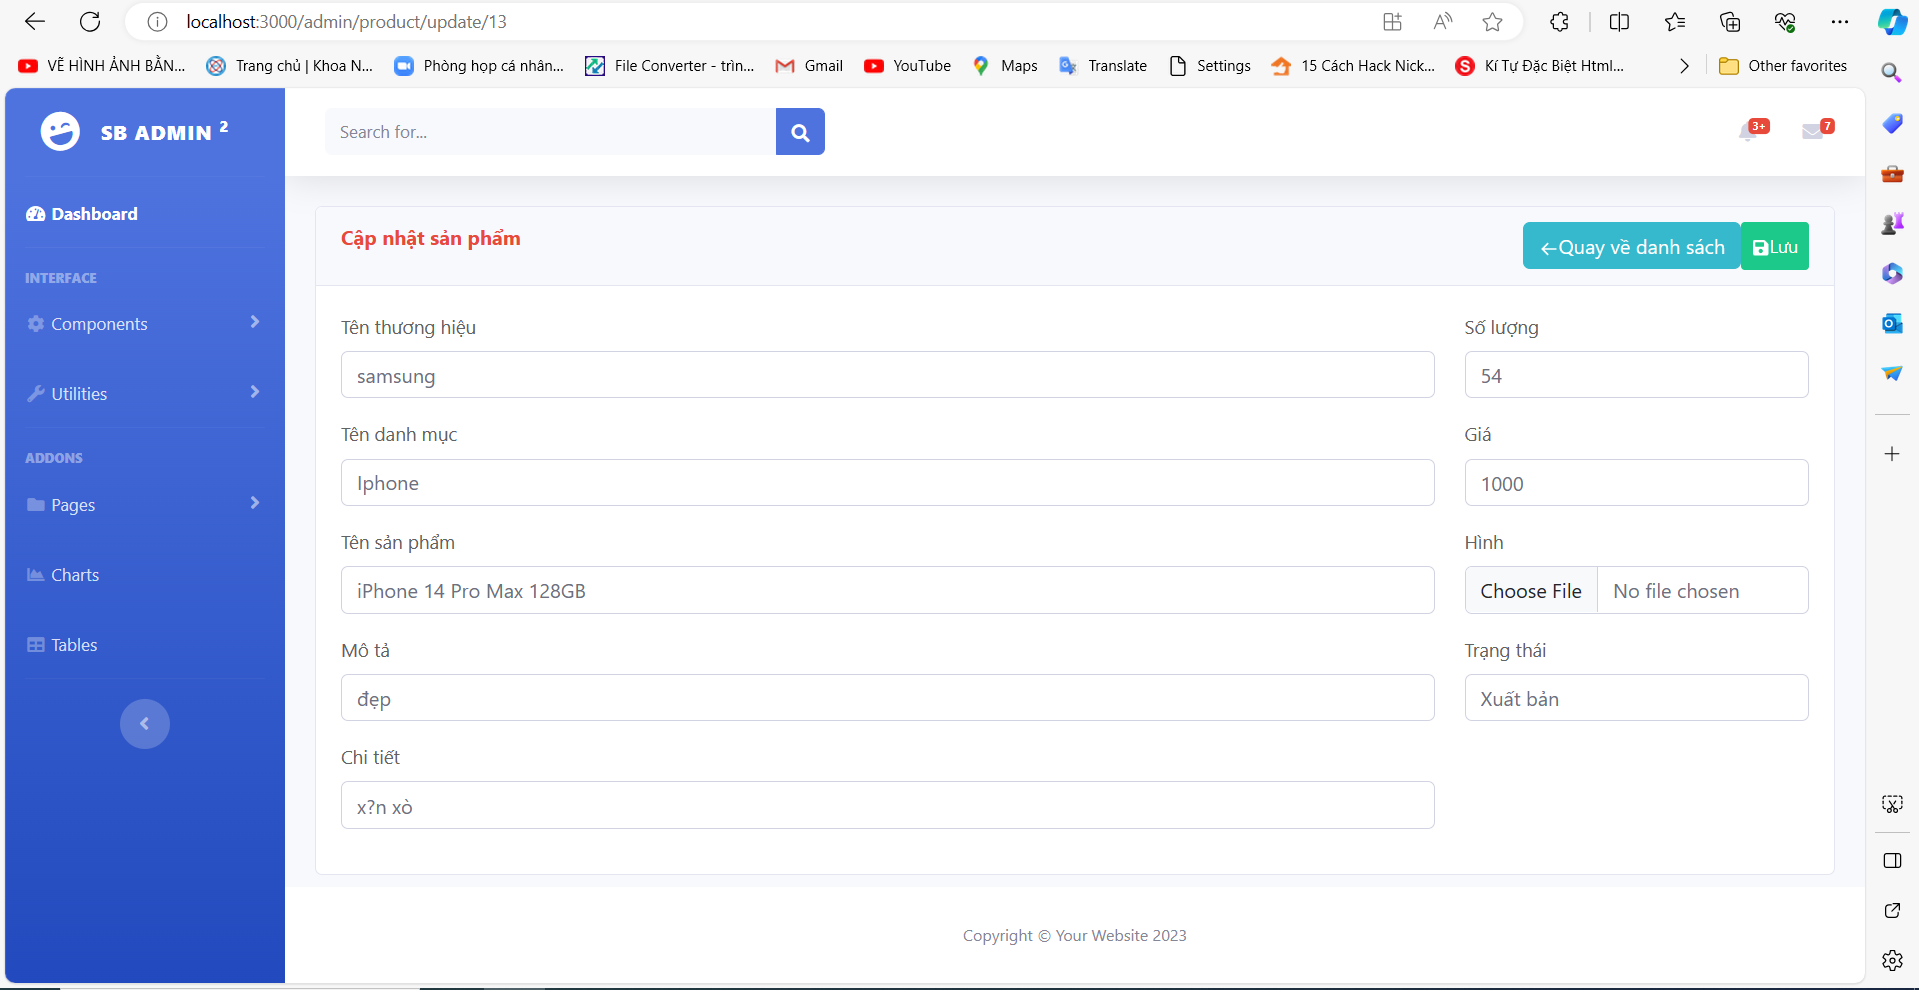 localhost:3000/admin/product/update/13
VẼ HÌNH ẢNH BẰN...
Trang chủ | Khoa N...
Phòng họp cá nhân...
File Converter - trìn...
Gmail
YouTube
Maps
Translate
Settings
15 Cách Hack Nick...
Kí Tự Đặc Biệt Html...
Other favorites
SB ADMIN 2
Search for...
3+
7
Dashboard
INTERFACE
Components
Utilities
ADDONS
Pages
Charts
Tables
Cập nhật sản phẩm
Quay về danh sách
Lưu
Tên thương hiệu
samsung
Tên danh mục
Iphone
Tên sản phẩm
iPhone 14 Pro Max 128GB
Mô tả
đẹp
Chi tiết
x?n xò
Số lượng
54
Giá
1000
Hình
Choose File No file chosen
Trạng thái
Xuất bản
Copyright © Your Website 2023